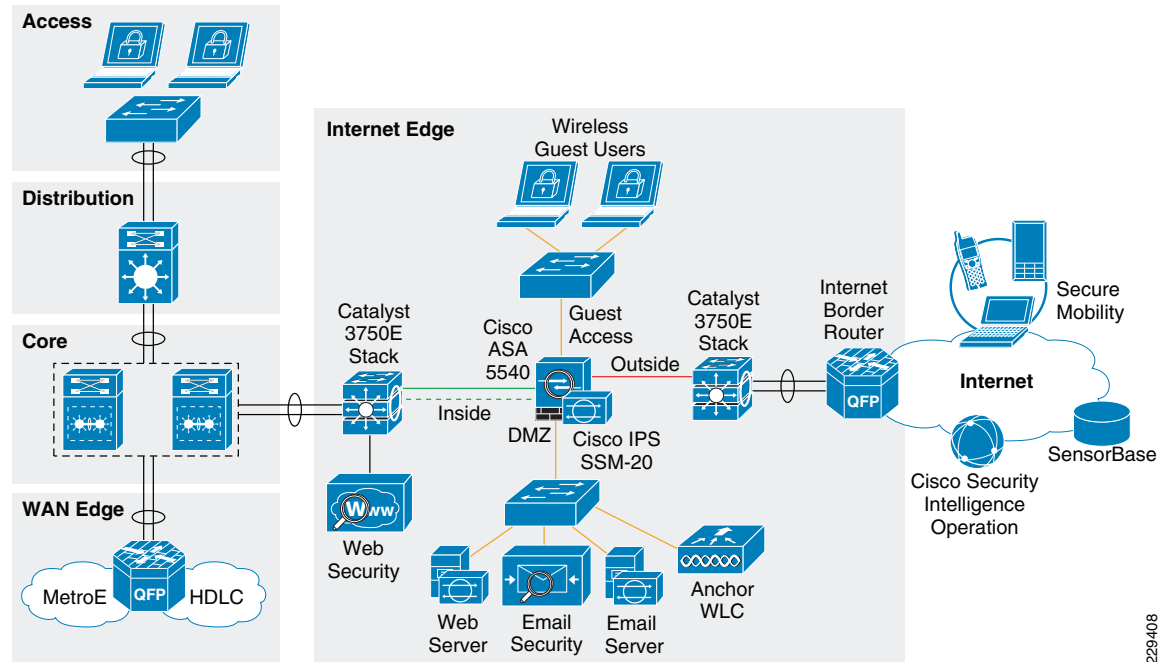 Access
Distribution
Core
WAN Edge
MetroE
QFP
HDLC
Internet Edge
Wireless
Guest Users
Guest
Access
Catalyst
3750E
Stack
Cisco
ASA
5540
Inside
Outside
DMZ
Cisco IPS
SSM-20
Catalyst
3750E
Stack
Internet
Border
Router
QFP
Secure
Mobility
Internet
SensorBase
Cisco Security
Intelligence
Operation
Www
Web
Security
Web
Server
Email
Security
Email
Server
Anchor
WLC
229408